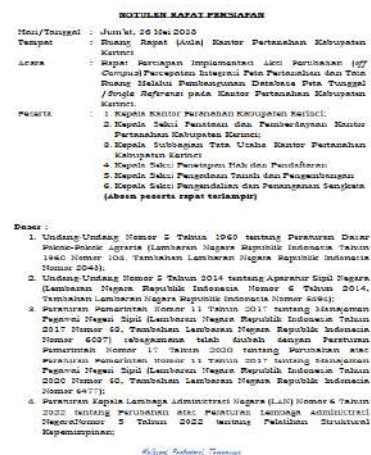 NOTULEN RAPAT PERSIAPAN
Hari/Tanggal : Jum'at, 26 Mei 2023
Tempat : Ruang Rapat (Aula) Kantor Pertanahan Kabupaten
Kerinci
Acara : Rapat Persiapan Implementasi Aksi Perubahan (off
Campus) Percepatan Integrasi Peta Pertanahan dan Tata
Ruang Melalui Pembangunan Database Peta Tunggal
/Single Referensi pada Kantor Pertanahan Kabupaten
Kerinci.
Peserta : 1. Kepala Kantor Pertanahan Kabupaten Kerinci;
2. Kepala Seksi Penataan dan Pemberdayaan Kantor
Pertanahan Kabupaten Kerinci;
3. Kepala Subbagian Tata Usaha Kantor Pertanahan
Kabupaten Kerinci
4. Kepala Seksi Penetapan Hak dan Pendaftaran
5. Kepala Seksi Pengadaan Tanah dan Pengembangan
6. Kepala Seksi Pengendalian dan Penanganan Sengketa
(Absen peserta rapat terlampir)
Dasar :
1. Undang-Undang Nomor 5 Tahun 1960 tentang Peraturan Dasar
Pokok-Pokok Agraria (Lembaran Negara Republik Indonesia Tahun
1960 Nomor 104, Tambahan Lembaran Negara Republik Indonesia
Nomor 2043);
2. Undang-Undang Nomor 5 Tahun 2014 tentang Aparatur Sipil Negara
(Lembaran Negara Republik Indonesia Nomor 6 Tahun 2014,
Tambahan Lembaran Negara Republik Indonesia Nomor 5494);
3. Peraturan Pemerintah Nomor 11 Tahun 2017 tentang Manajemen
Pegawai Negeri Sipil (Lembaran Negara Republik Indonesia Tahun
2017 Nomor 63, Tambahan Lembaran Negara Republik Indonesia
Nomor 6037) sebagaimana telah diubah dengan Peraturan
Pemerintah Nomor 17 Tahun 2020 tentang Perubahan atas
Peraturan Pemerintah Nomor 11 Tahun 2017 tentang Manajemen
Pegawai Negeri Sipil (Lembaran Negara Republik Indonesia Tahun
2020 Nomor 68, Tambahan Lembaran Negara Republik Indonesia
Nomor 6477);
4. Peraturan Kepala Lembaga Administrasi Negara (LAN) Nomor 6 Tahun
2022 tentang Perubahan atas Peraturan Lembaga Administrasi
NegaraNomor 5 Tahun 2022 tentang Pelatihan Struktural
Kepemimpinan;
Melayani Profesional Terpercaya